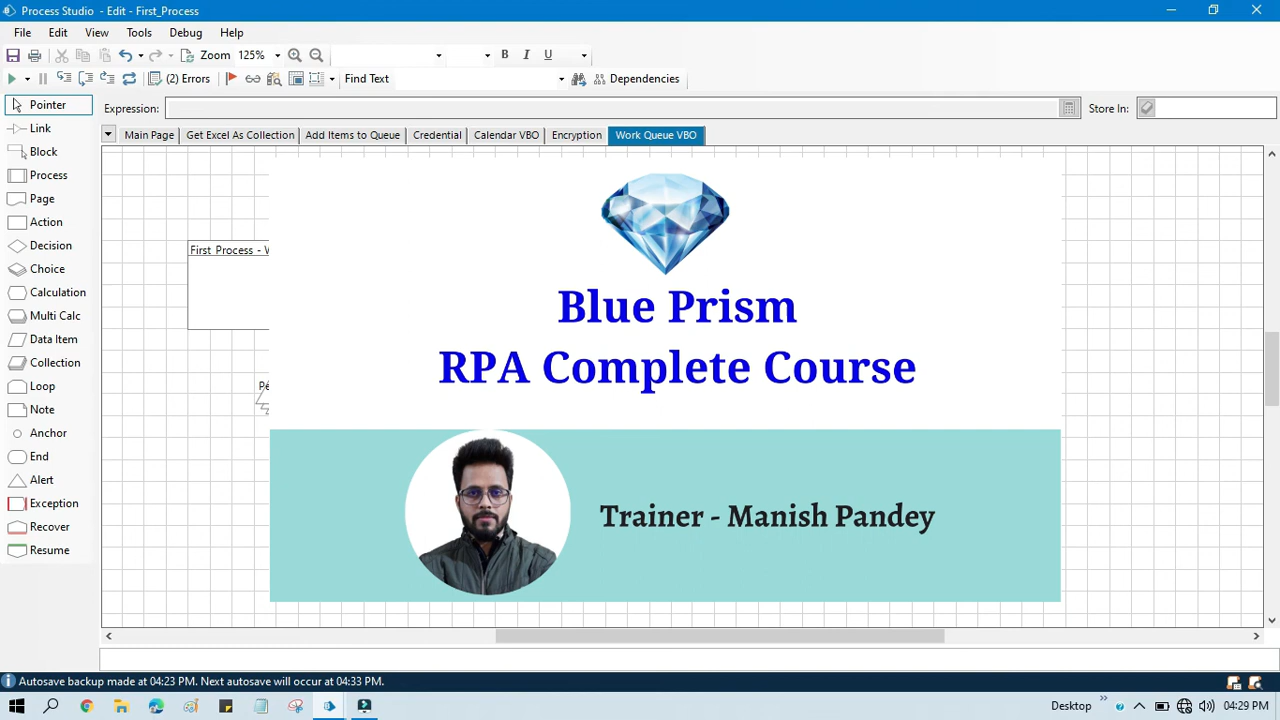 Process Studio - Edit - First_Process
File Edit View Tools Debug Help
Zoom 125% B I U
(2) Errors Find Text Dependencies
Expression: Store In:
Main Page Get Excel As Collection Add Items to Queue Credential Calendar VBO Encryption Work Queue VBO
Pointer
Link
Block
Process
Page
Action
Decision
Choice
Calculation
Multi Calc
Data Item
Collection
Loop
Note
Anchor
End
Alert
Exception
Recover
Resume
First Process - W
Blue Prism
RPA Complete Course
Trainer - Manish Pandey
Autosave backup made at 04:23 PM. Next autosave will occur at 04:33 PM.
Desktop 04:29 PM